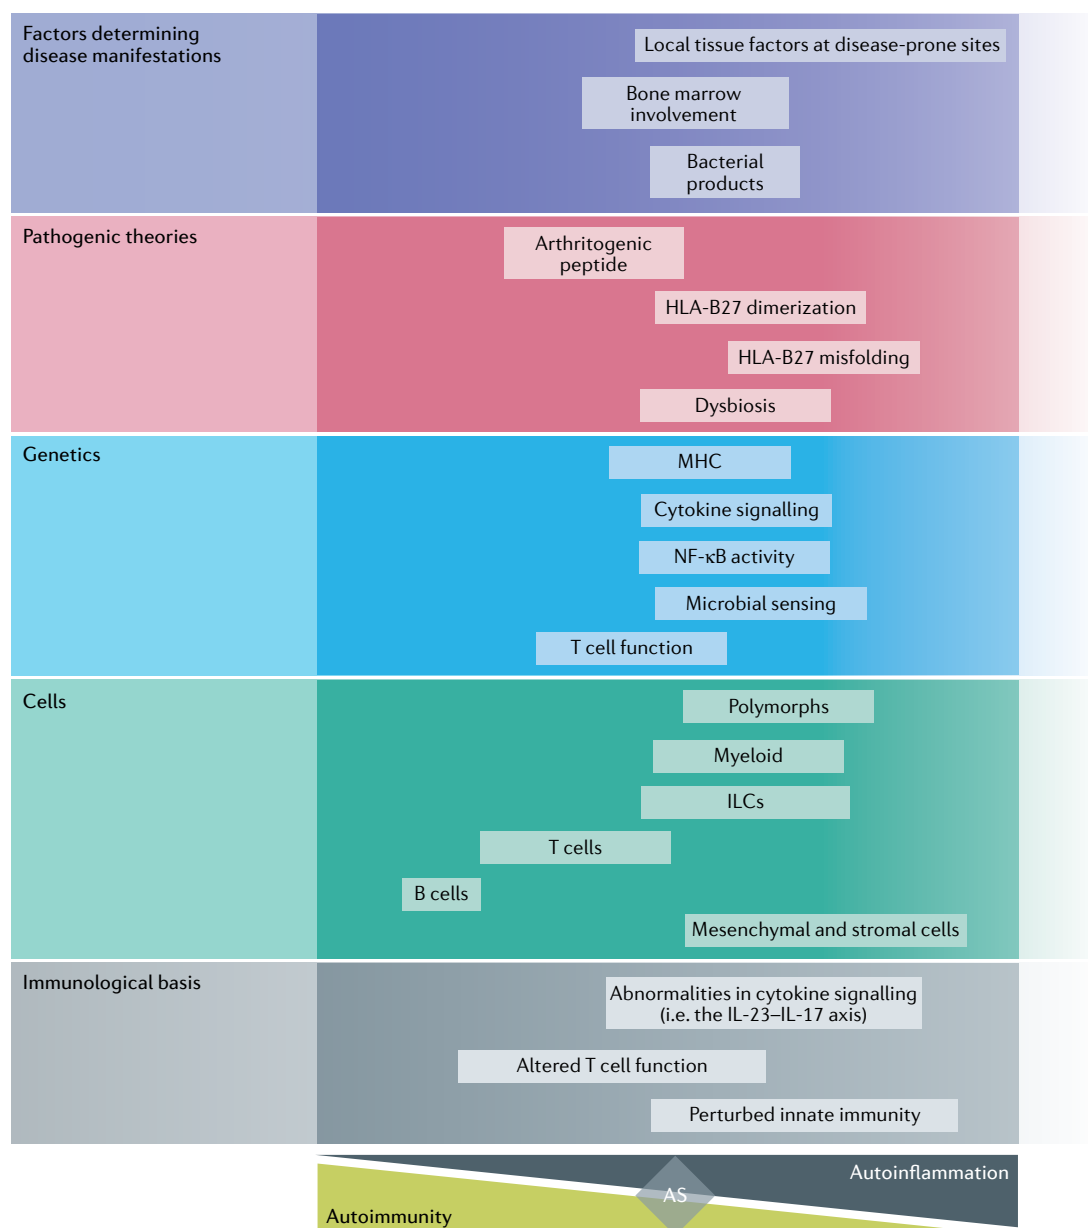 Factors determining
disease manifestations
Local tissue factors at disease-prone sites
Bone marrow
involvement
Bacterial
products
Pathogenic theories
Arthritogenic
peptide
HLA-B27 dimerization
HLA-B27 misfolding
Dysbiosis
Genetics
MHC
Cytokine signalling
NF-κB activity
Microbial sensing
T cell function
Cells
Polymorphs
Myeloid
ILCs
T cells
B cells
Mesenchymal and stromal cells
Immunological basis
Abnormalities in cytokine signalling
(i.e. the IL-23–IL-17 axis)
Altered T cell function
Perturbed innate immunity
Autoinflammation
AS
Autoimmunity